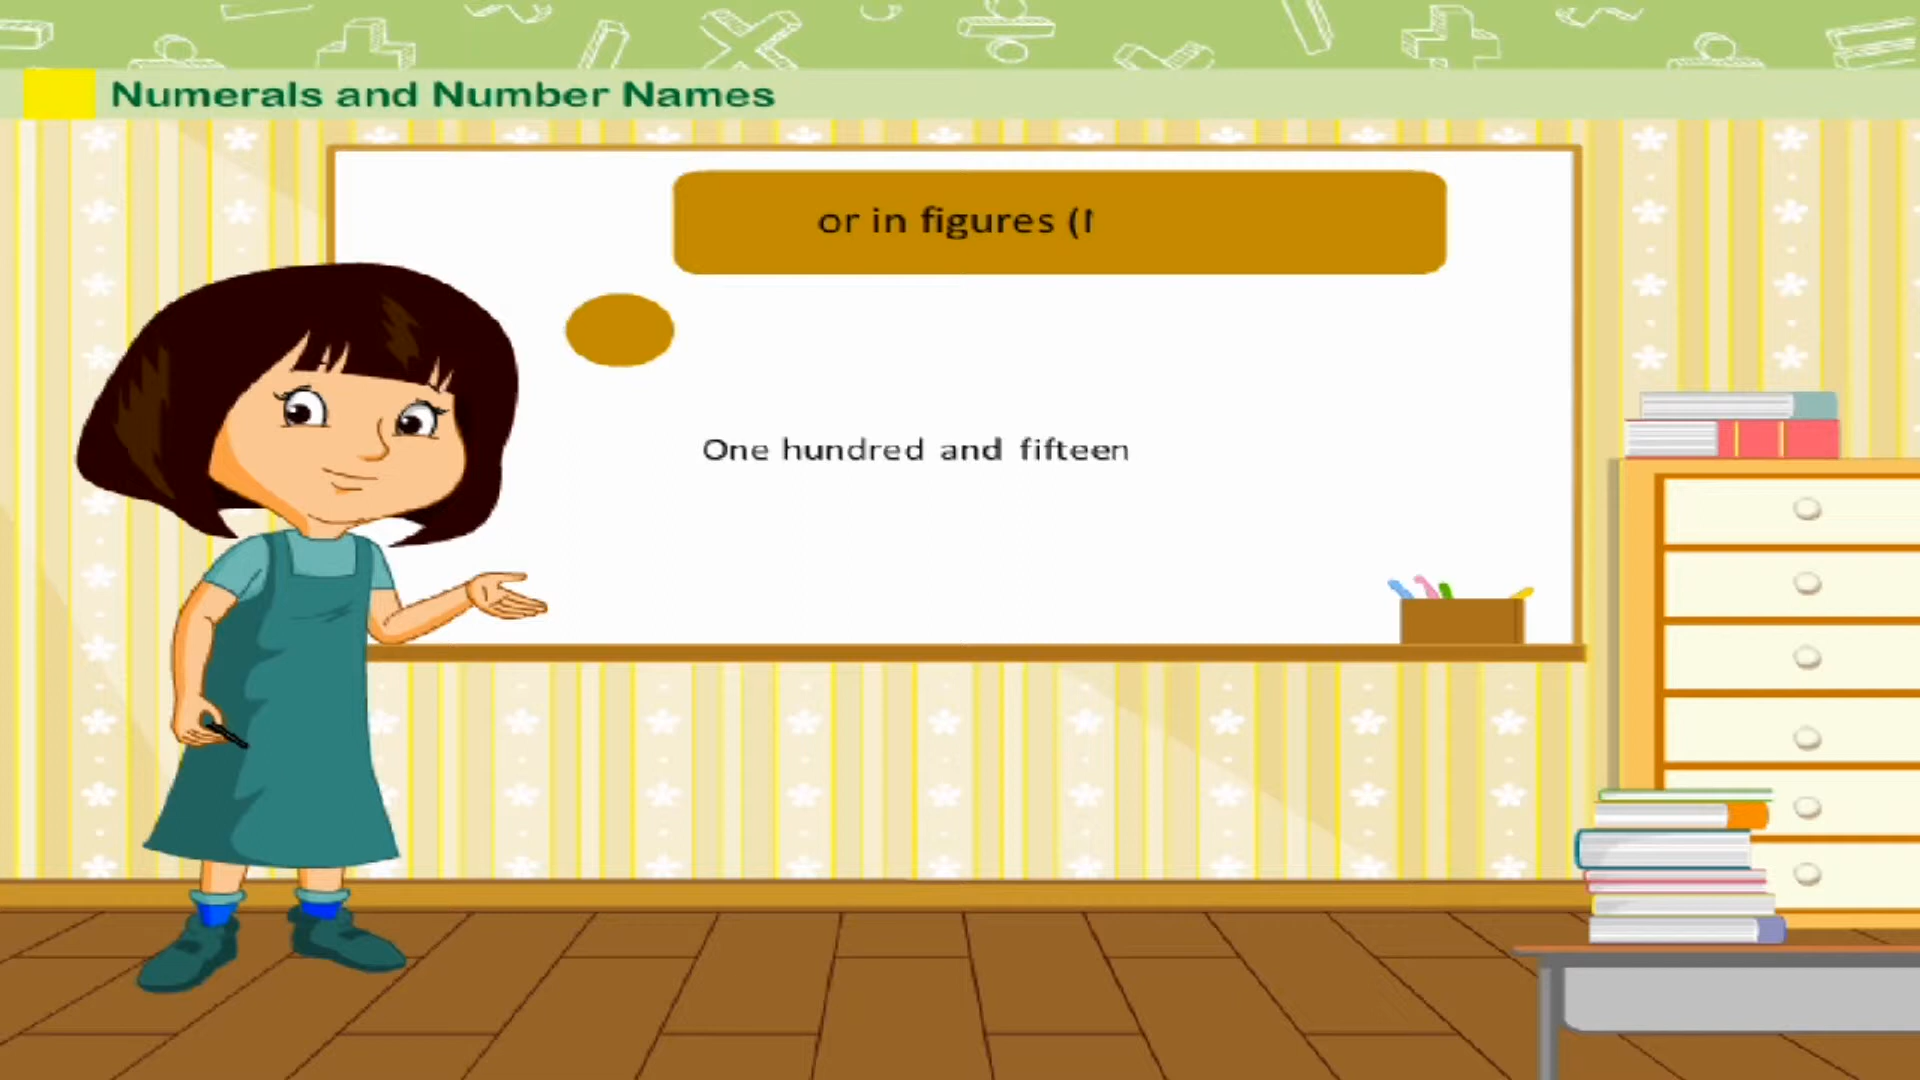 Numerals and Number Names
or in figures (
One hundred and fifteen